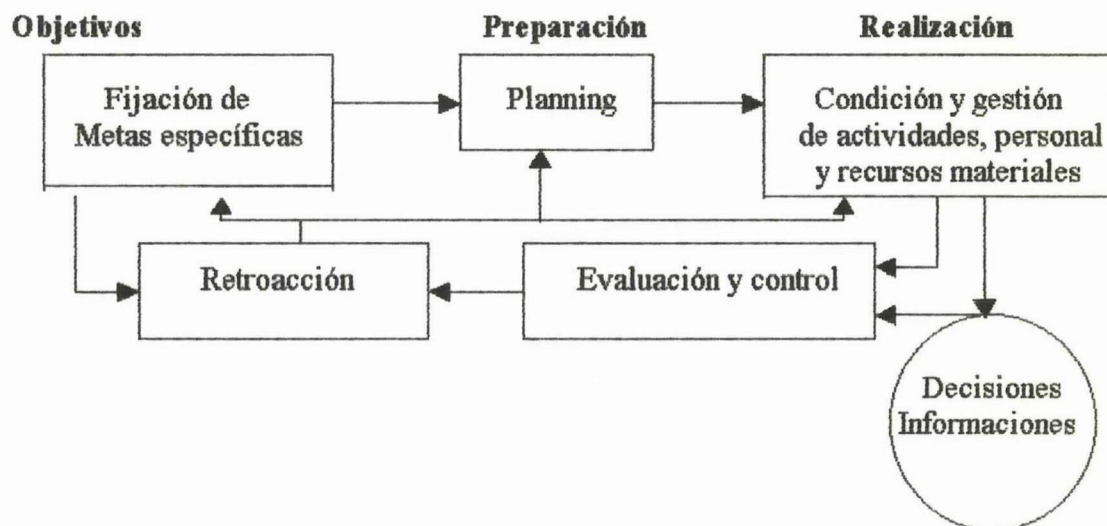 Objetivos
Preparación
Realización
Fijación de
Metas específicas
Planning
Condición y gestión
de actividades, personal
y recursos materiales
Retroacción
Evaluación y control
Decisiones
Informaciones